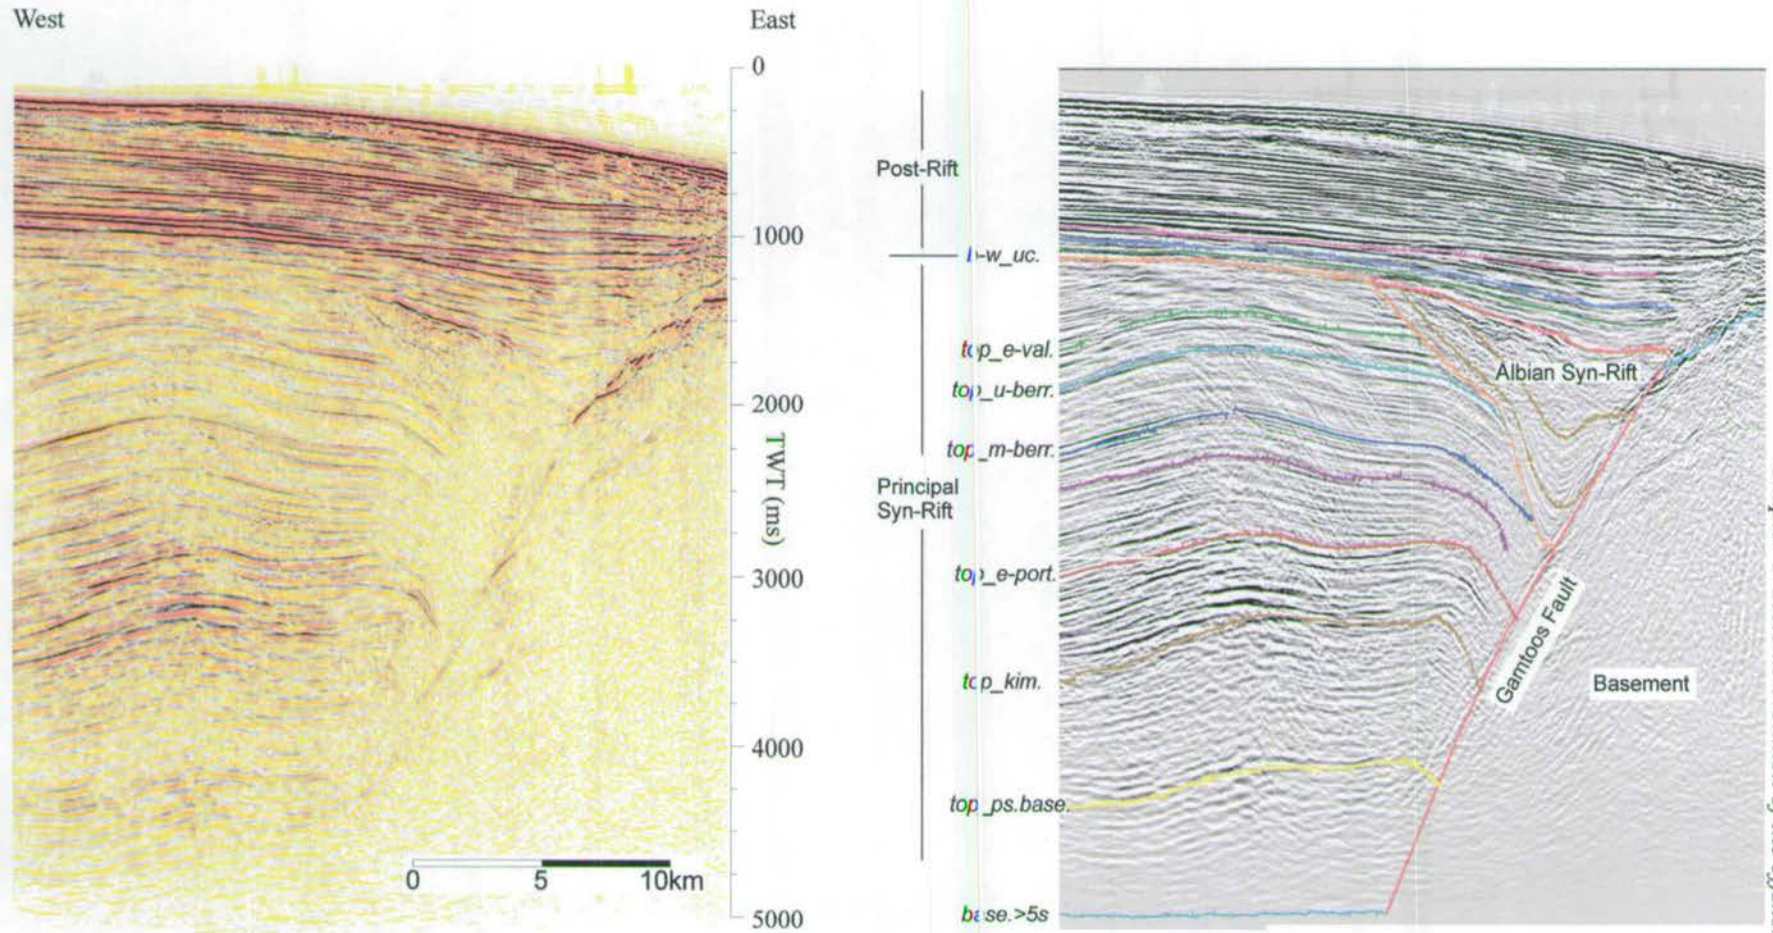 West
East
0
1000
2000
TWT (ms)
3000
4000
5000
0 5 10km
Post-Rift
b-w_uc.
top_e-val.
top_u-berr.
top_m-berr.
Principal
Syn-Rift
top_e-port.
top_kim.
top_ps.base.
base.>5s
Albian Syn-Rift
Gamtoos Fault
Basement